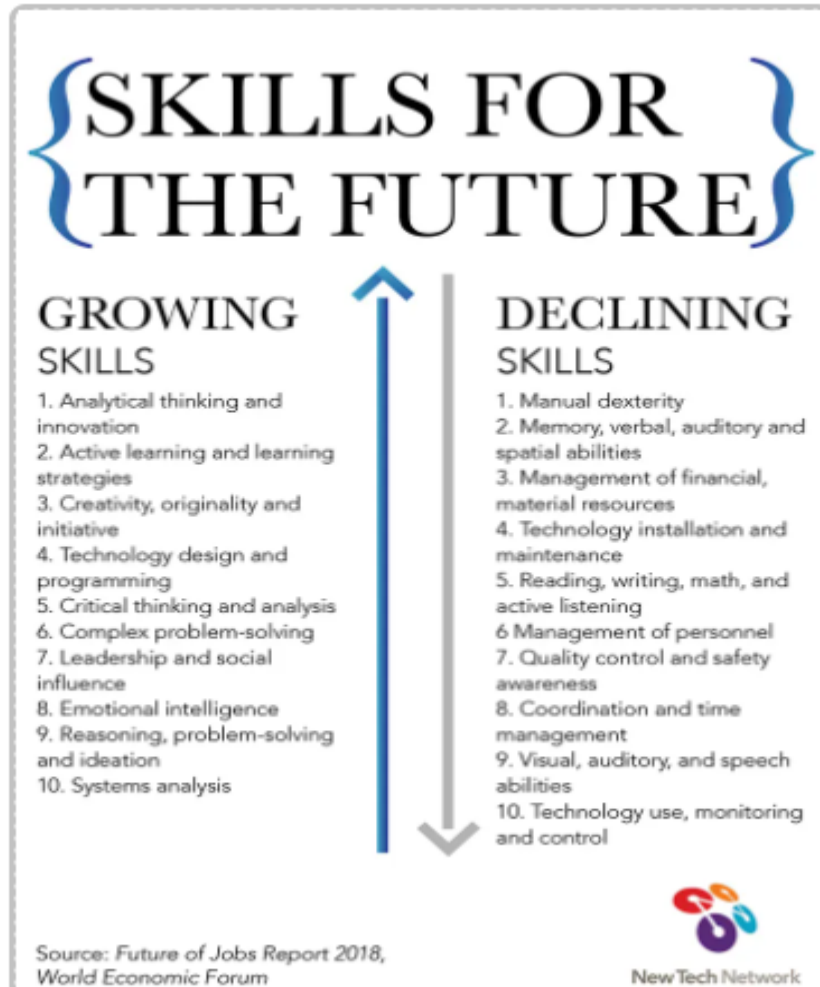 SKILLS FOR
THE FUTURE
GROWING
SKILLS
1. Analytical thinking and
innovation
2. Active learning and learning
strategies
3. Creativity, originality and
initiative
4. Technology design and
programming
5. Critical thinking and analysis
6. Complex problem-solving
7. Leadership and social
influence
8. Emotional intelligence
9. Reasoning, problem-solving
and ideation
10. Systems analysis
DECLINING
SKILLS
1. Manual dexterity
2. Memory, verbal, auditory and
spatial abilities
3. Management of financial,
material resources
4. Technology installation and
maintenance
5. Reading, writing, math, and
active listening
6 Management of personnel
7. Quality control and safety
awareness
8. Coordination and time
management
9. Visual, auditory, and speech
abilities
10. Technology use, monitoring
and control
Source: Future of Jobs Report 2018,
World Economic Forum
New Tech Network